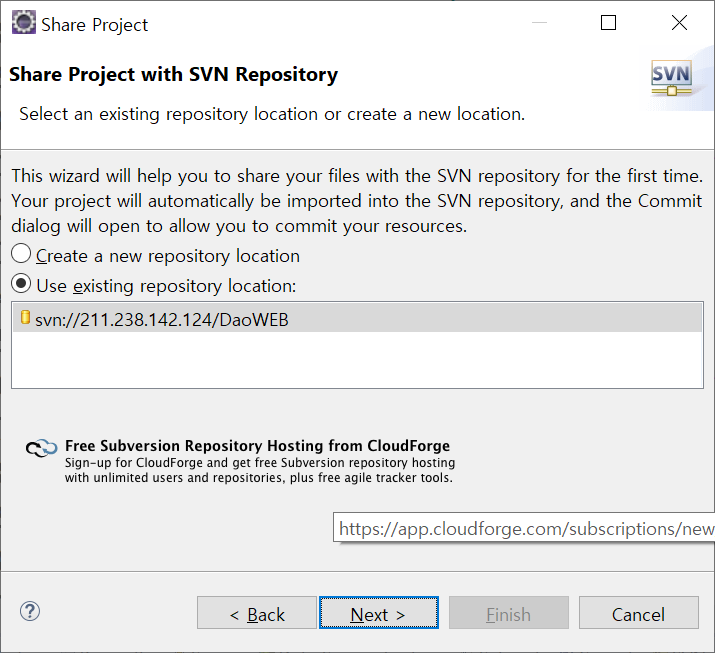 Share Project
Share Project with SVN Repository
SVN
Select an existing repository location or create a new location.
This wizard will help you to share your files with the SVN repository for the first time.
Your project will automatically be imported into the SVN repository, and the Commit
dialog will open to allow you to commit your resources.
Create a new repository location
Use existing repository location:
svn://211.238.142.124/DaoWEB
Free Subversion Repository Hosting from CloudForge
Sign-up for CloudForge and get free Subversion repository hosting
with unlimited users and repositories, plus free agile tracker tools.
https://app.cloudforge.com/subscriptions/new
?
< Back
Next >
Finish
Cancel